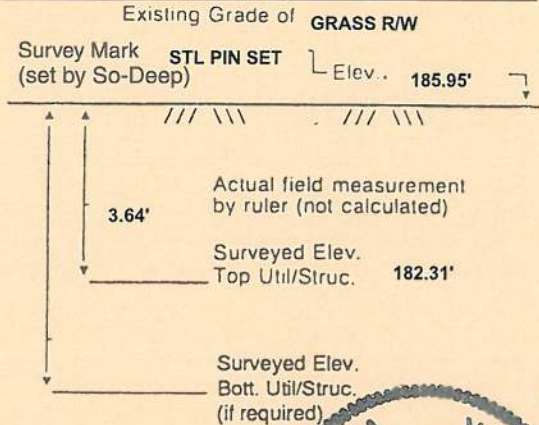 Existing Grade of GRASS R/W
Survey Mark STL PIN SET
(set by So-Deep)
Elev.. 185.95'
3.64'
Actual field measurement
by ruler (not calculated)
Surveyed Elev.
Top Util/Struc. 182.31'
Surveyed Elev.
Bott. Util/Struc.
(if required)